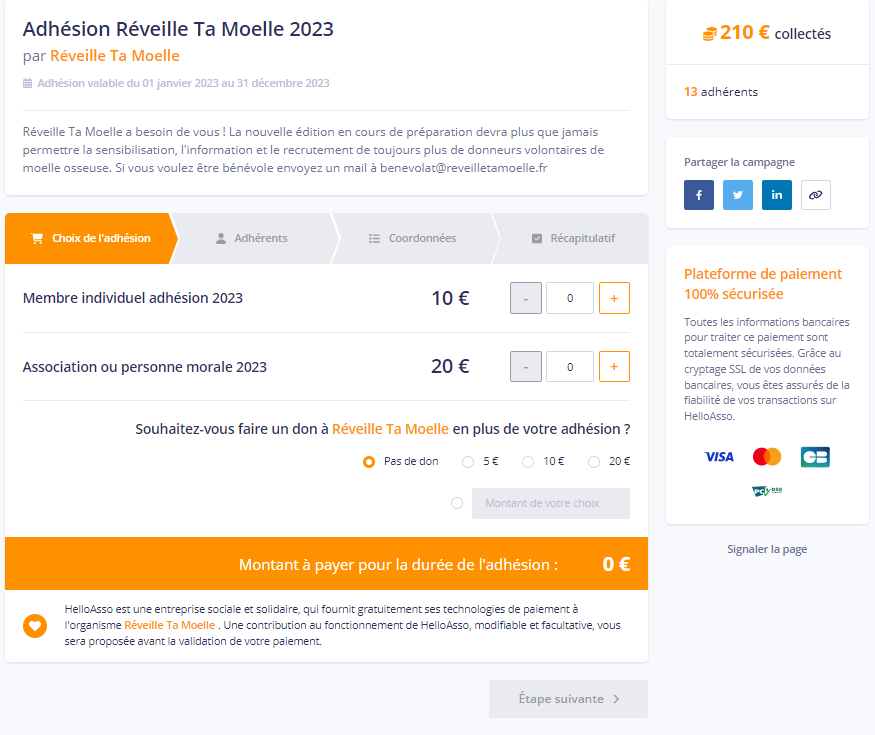 Adhésion Réveille Ta Moelle 2023
par Réveille Ta Moelle
Adhésion valable du 01 janvier 2023 au 31 décembre 2023
Réveille Ta Moelle a besoin de vous ! La nouvelle édition en cours de préparation devra plus que jamais
permettre la sensibilisation, l'information et le recrutement de toujours plus de donneurs volontaires de
moelle osseuse. Si vous voulez être bénévole envoyez un mail à benevolat@reveilletamoelle.fr
Choix de l'adhésion
Adhérents
Coordonnées
Récapitulatif
Membre individuel adhésion 2023 10 € - 0 +
Association ou personne morale 2023 20 € - 0 +
Souhaitez-vous faire un don à Réveille Ta Moelle en plus de votre adhésion ?
Pas de don 5 € 10 € 20 €
Montant de votre choix
Montant à payer pour la durée de l'adhésion : 0 €
HelloAsso est une entreprise sociale et solidaire, qui fournit gratuitement ses technologies de paiement à
l'organisme Réveille Ta Moelle . Une contribution au fonctionnement de HelloAsso, modifiable et facultative, vous
sera proposée avant la validation de votre paiement.
Étape suivante
210 € collectés
13 adhérents
Partager la campagne
f
in
Plateforme de paiement
100% sécurisée
Toutes les informations bancaires
pour traiter ce paiement sont
totalement sécurisées. Grâce au
cryptage SSL de vos données
bancaires, vous êtes assurés de la
fiabilité de vos transactions sur
HelloAsso.
VISA
CB
PCI DSS
Signaler la page